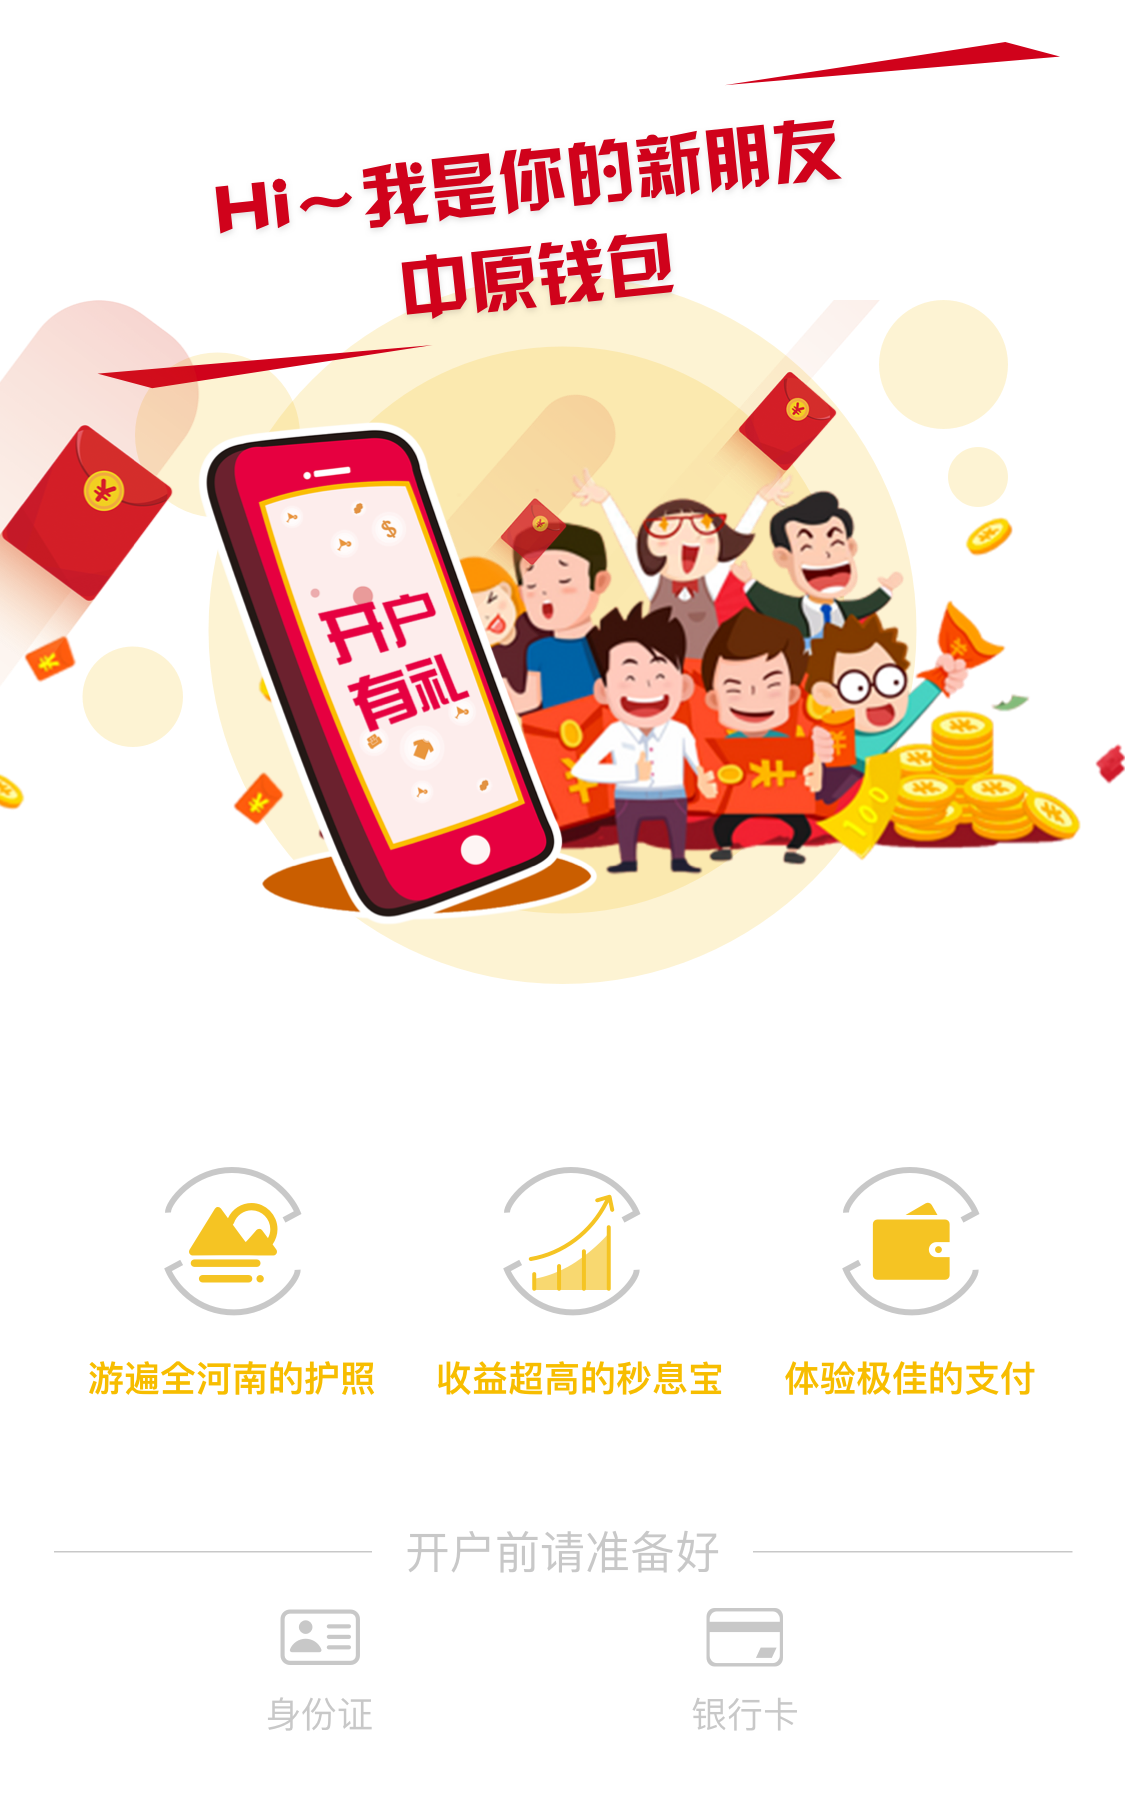 Hi~我是你的新朋友
中原钱包
开户
有礼
100
游遍全河南的护照
收益超高的秒息宝
体验极佳的支付
开户前请准备好
身份证
银行卡